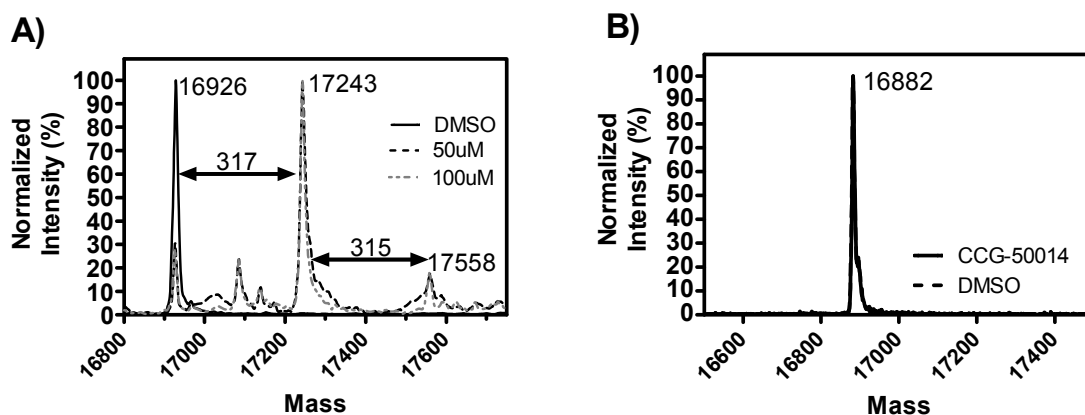 A)
Normalized
Intensity (%)
100
90
80
70
60
50
40
30
20
10
0
16926
17243
DMSO
50uM
100uM
317
315
17558
16800
17000
17200
17400
17600
Mass
B)
Normalized
Intensity (%)
100
90
80
70
60
50
40
30
20
10
0
16882
CCG-50014
DMSO
16600
16800
17000
17200
17400
Mass